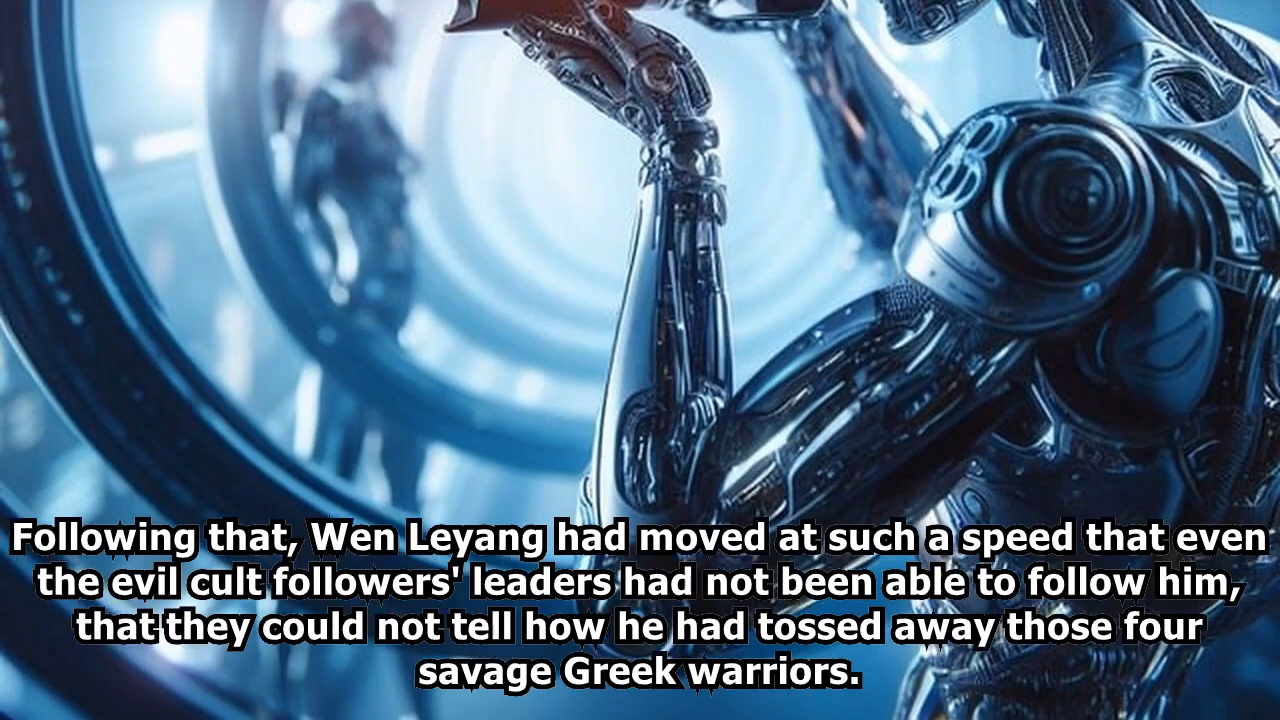 Following that, Wen Leyang had moved at such a speed that even
the evil cult followers' leaders had not been able to follow him,
that they could not tell how he had tossed away those four
savage Greek warriors.